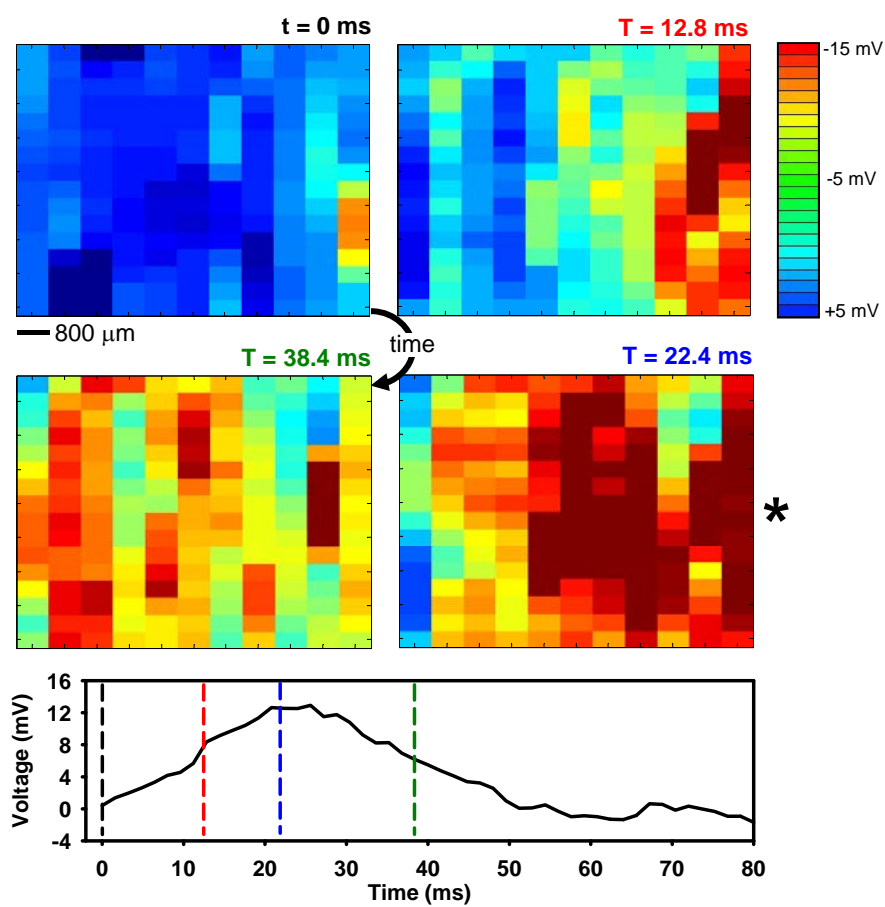 t = 0 ms
T = 12.8 ms
-15 mV
-5 mV
+5 mV
800 μm
time
T = 38.4 ms
T = 22.4 ms
*
Voltage (mV)
16
12
8
4
0
-4
0 10 20 30 40 50 60 70 80
Time (ms)